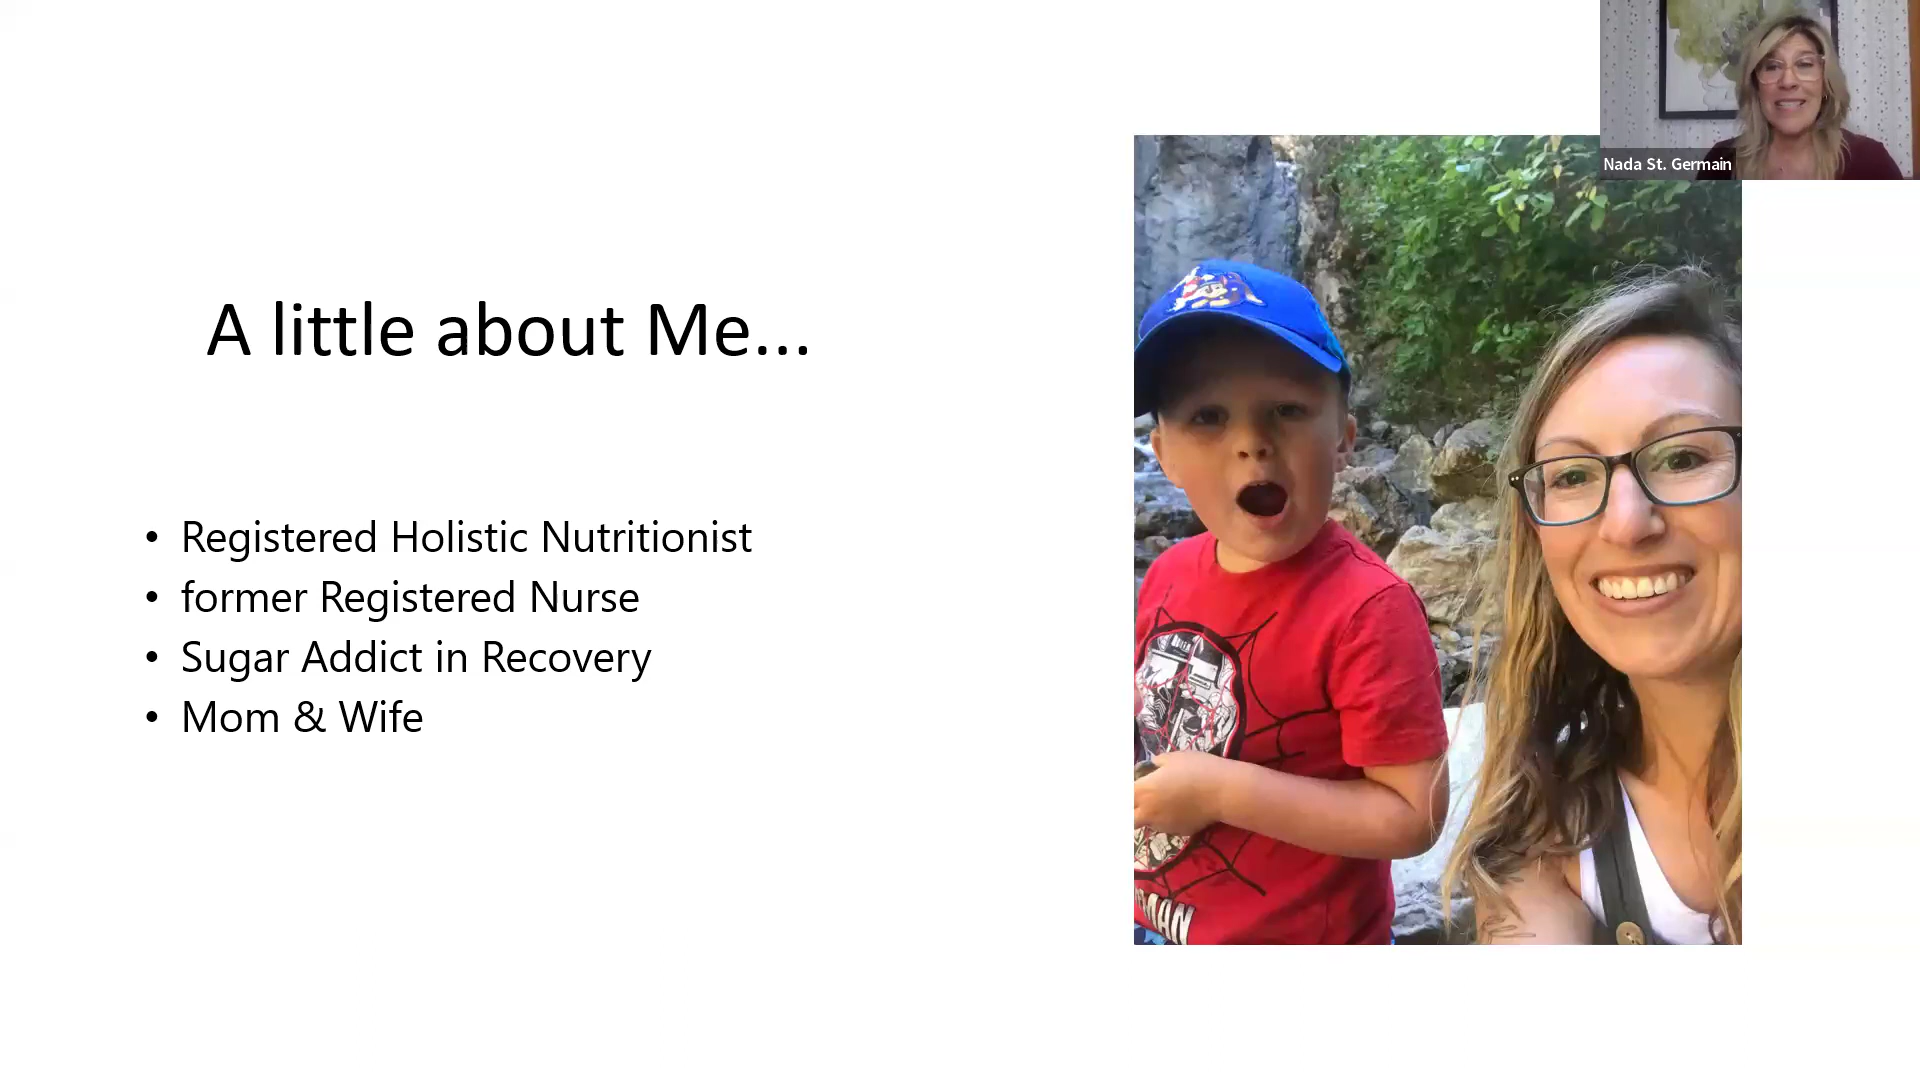 Nada St. Germain
A little about Me...
• Registered Holistic Nutritionist
• former Registered Nurse
• Sugar Addict in Recovery
• Mom & Wife